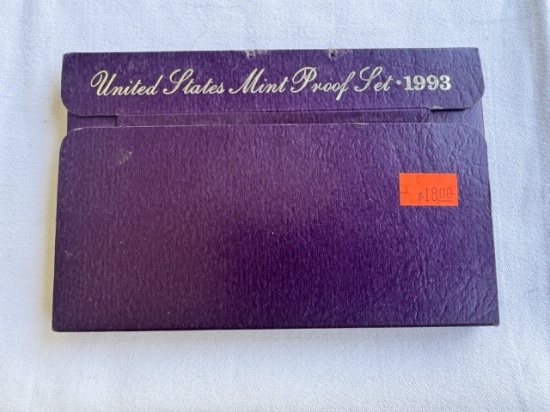 United States Mint Proof Set • 1993
$18.00